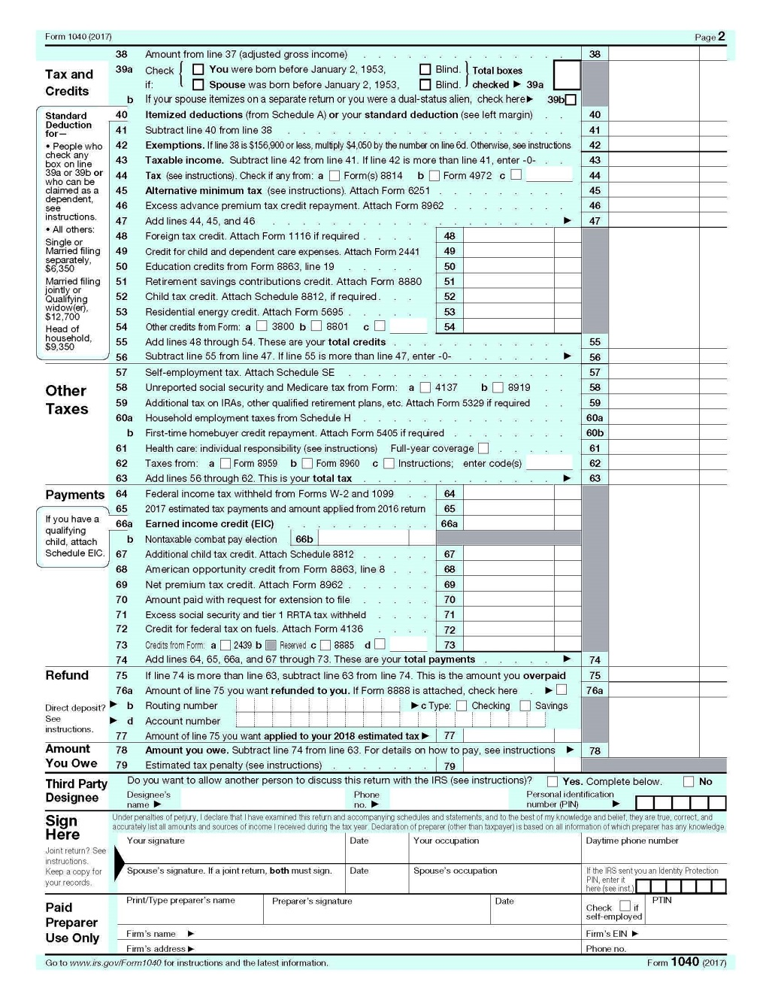 Form 1040 (2017) Page 2
Tax and Credits
38 Amount from line 37 (adjusted gross income) . . . . . . . . . . . . . . 38
39a Check if: { You were born before January 2, 1953, Blind. } Total boxes
Spouse was born before January 2, 1953, Blind. checked ► 39a
b If your spouse itemizes on a separate return or you were a dual-status alien, check here ► 39b
Standard Deduction for—
• People who check any box on line 39a or 39b or who can be claimed as a dependent, see instructions.
• All others:
Single or Married filing separately, $6,350
Married filing jointly or Qualifying widow(er), $12,700
Head of household, $9,350
40 Itemized deductions (from Schedule A) or your standard deduction (see left margin) . . 40
41 Subtract line 40 from line 38 . . . . . . . . . . . . . . . . . . . 41
42 Exemptions. If line 38 is $156,900 or less, multiply $4,050 by the number on line 6d. Otherwise, see instructions 42
43 Taxable income. Subtract line 42 from line 41. If line 42 is more than line 41, enter -0- . . 43
44 Tax (see instructions). Check if any from: a Form(s) 8814 b Form 4972 c 44
45 Alternative minimum tax (see instructions). Attach Form 6251 . . . . . . . . . 45
46 Excess advance premium tax credit repayment. Attach Form 8962 . . . . . . . . 46
47 Add lines 44, 45, and 46 . . . . . . . . . . . . . . . . . . . ► 47
48 Foreign tax credit. Attach Form 1116 if required . . . . 48
49 Credit for child and dependent care expenses. Attach Form 2441 49
50 Education credits from Form 8863, line 19 . . . . . 50
51 Retirement savings contributions credit. Attach Form 8880 51
52 Child tax credit. Attach Schedule 8812, if required . . . 52
53 Residential energy credit. Attach Form 5695 . . . . . 53
54 Other credits from Form: a 3800 b 8801 c 54
55 Add lines 48 through 54. These are your total credits . . . . . . . . . . . . 55
56 Subtract line 55 from line 47. If line 55 is more than line 47, enter -0- . . . . . . ► 56
Other Taxes
57 Self-employment tax. Attach Schedule SE . . . . . . . . . . . . . . . 57
58 Unreported social security and Medicare tax from Form: a 4137 b 8919 . . 58
59 Additional tax on IRAs, other qualified retirement plans, etc. Attach Form 5329 if required . . 59
60a Household employment taxes from Schedule H . . . . . . . . . . . . . . 60a
b First-time homebuyer credit repayment. Attach Form 5405 if required . . . . . . . . 60b
61 Health care: individual responsibility (see instructions) Full-year coverage . . . . . 61
62 Taxes from: a Form 8959 b Form 8960 c Instructions; enter code(s) 62
63 Add lines 56 through 62. This is your total tax . . . . . . . . . . . . . ► 63
Payments
If you have a qualifying child, attach Schedule EIC.
64 Federal income tax withheld from Forms W-2 and 1099 . . 64
65 2017 estimated tax payments and amount applied from 2016 return 65
66a Earned income credit (EIC) . . . . . . . . . . 66a
b Nontaxable combat pay election 66b
67 Additional child tax credit. Attach Schedule 8812 . . . . . 67
68 American opportunity credit from Form 8863, line 8 . . . 68
69 Net premium tax credit. Attach Form 8962 . . . . . . 69
70 Amount paid with request for extension to file . . . . . 70
71 Excess social security and tier 1 RRTA tax withheld . . . . 71
72 Credit for federal tax on fuels. Attach Form 4136 . . . . 72
73 Credits from Form: a 2439 b Reserved c 8885 d 73
74 Add lines 64, 65, 66a, and 67 through 73. These are your total payments . . . . . ► 74
Refund
75 If line 74 is more than line 63, subtract line 63 from line 74. This is the amount you overpaid 75
76a Amount of line 75 you want refunded to you. If Form 8888 is attached, check here . ► 76a
Direct deposit? See instructions.
► b Routing number ► c Type: Checking Savings
► d Account number
77 Amount of line 75 you want applied to your 2018 estimated tax ► 77
Amount You Owe
78 Amount you owe. Subtract line 74 from line 63. For details on how to pay, see instructions ► 78
79 Estimated tax penalty (see instructions) . . . . . . . 79
Third Party Designee
Do you want to allow another person to discuss this return with the IRS (see instructions)? Yes. Complete below. No
Designee's name ► Phone no. ► Personal identification number (PIN) ►
Sign Here
Joint return? See instructions. Keep a copy for your records.
Under penalties of perjury, I declare that I have examined this return and accompanying schedules and statements, and to the best of my knowledge and belief, they are true, correct, and
accurately list all amounts and sources of income I received during the tax year. Declaration of preparer (other than taxpayer) is based on all information of which preparer has any knowledge.
Your signature Date Your occupation Daytime phone number
Spouse's signature. If a joint return, both must sign. Date Spouse's occupation If the IRS sent you an Identity Protection PIN, enter it here (see inst.)
Paid Preparer Use Only
Print/Type preparer's name Preparer's signature Date Check if self-employed PTIN
Firm's name ► Firm's EIN ►
Firm's address ► Phone no.
Go to www.irs.gov/Form1040 for instructions and the latest information. Form 1040 (2017)